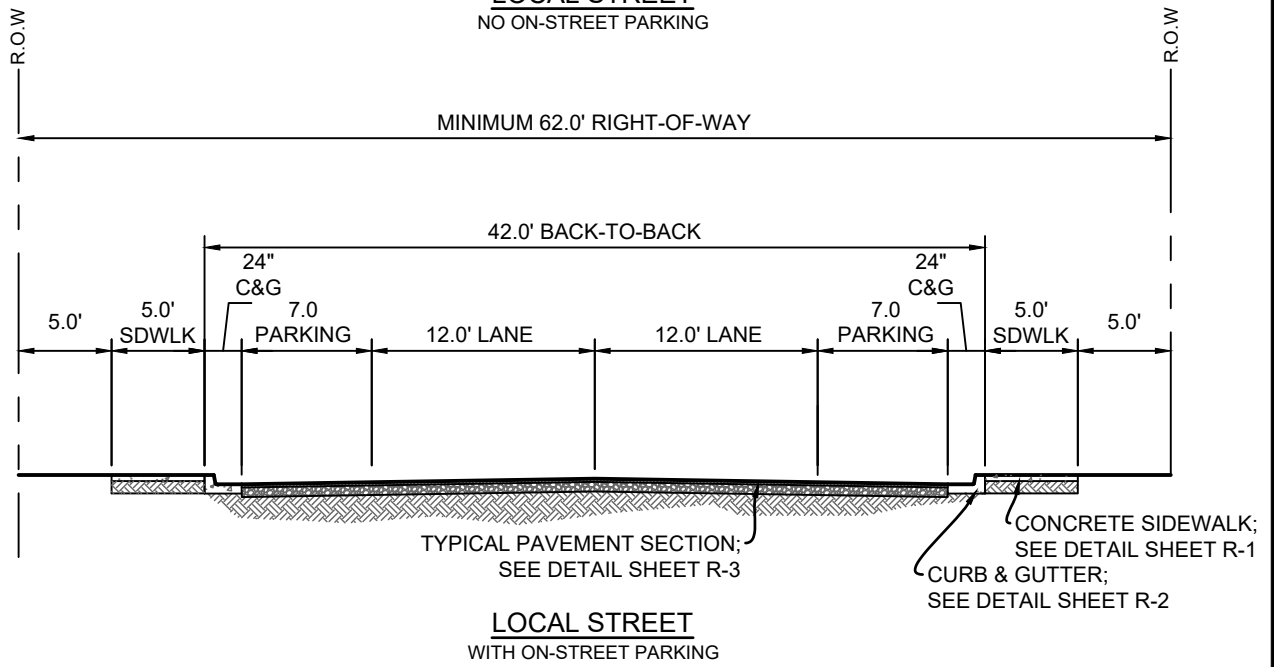 LOCAL STREET
NO ON-STREET PARKING
R.O.W
R.O.W
MINIMUM 62.0' RIGHT-OF-WAY
42.0' BACK-TO-BACK
24"
C&G
24"
C&G
5.0'
5.0'
SDWLK
7.0
PARKING
12.0' LANE
12.0' LANE
7.0
PARKING
5.0'
SDWLK
5.0'
TYPICAL PAVEMENT SECTION;
SEE DETAIL SHEET R-3
CONCRETE SIDEWALK;
SEE DETAIL SHEET R-1
CURB & GUTTER;
SEE DETAIL SHEET R-2
LOCAL STREET
WITH ON-STREET PARKING